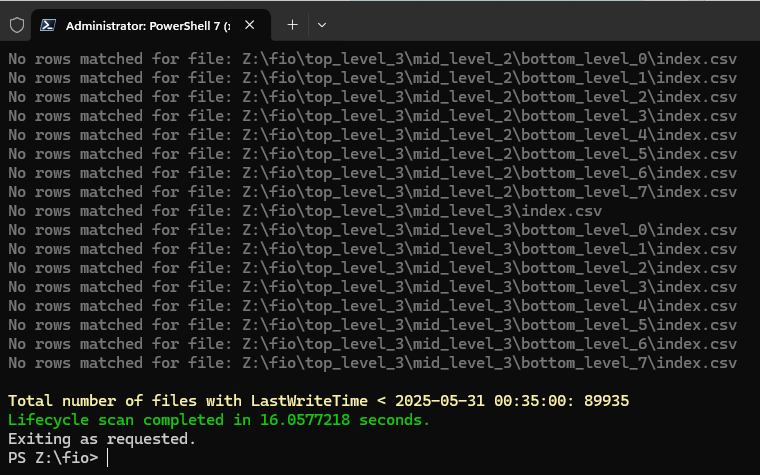 Administrator: PowerShell 7 (x
No rows matched for file: Z:\fio\top_level_3\mid_level_2\bottom_level_0\index.csv
No rows matched for file: Z:\fio\top_level_3\mid_level_2\bottom_level_1\index.csv
No rows matched for file: Z:\fio\top_level_3\mid_level_2\bottom_level_2\index.csv
No rows matched for file: Z:\fio\top_level_3\mid_level_2\bottom_level_3\index.csv
No rows matched for file: Z:\fio\top_level_3\mid_level_2\bottom_level_4\index.csv
No rows matched for file: Z:\fio\top_level_3\mid_level_2\bottom_level_5\index.csv
No rows matched for file: Z:\fio\top_level_3\mid_level_2\bottom_level_6\index.csv
No rows matched for file: Z:\fio\top_level_3\mid_level_2\bottom_level_7\index.csv
No rows matched for file: Z:\fio\top_level_3\mid_level_3\index.csv
No rows matched for file: Z:\fio\top_level_3\mid_level_3\bottom_level_0\index.csv
No rows matched for file: Z:\fio\top_level_3\mid_level_3\bottom_level_1\index.csv
No rows matched for file: Z:\fio\top_level_3\mid_level_3\bottom_level_2\index.csv
No rows matched for file: Z:\fio\top_level_3\mid_level_3\bottom_level_3\index.csv
No rows matched for file: Z:\fio\top_level_3\mid_level_3\bottom_level_4\index.csv
No rows matched for file: Z:\fio\top_level_3\mid_level_3\bottom_level_5\index.csv
No rows matched for file: Z:\fio\top_level_3\mid_level_3\bottom_level_6\index.csv
No rows matched for file: Z:\fio\top_level_3\mid_level_3\bottom_level_7\index.csv
Total number of files with LastWriteTime < 2025-05-31 00:35:00: 89935
Lifecycle scan completed in 16.0577218 seconds.
Exiting as requested.
PS Z:\fio>